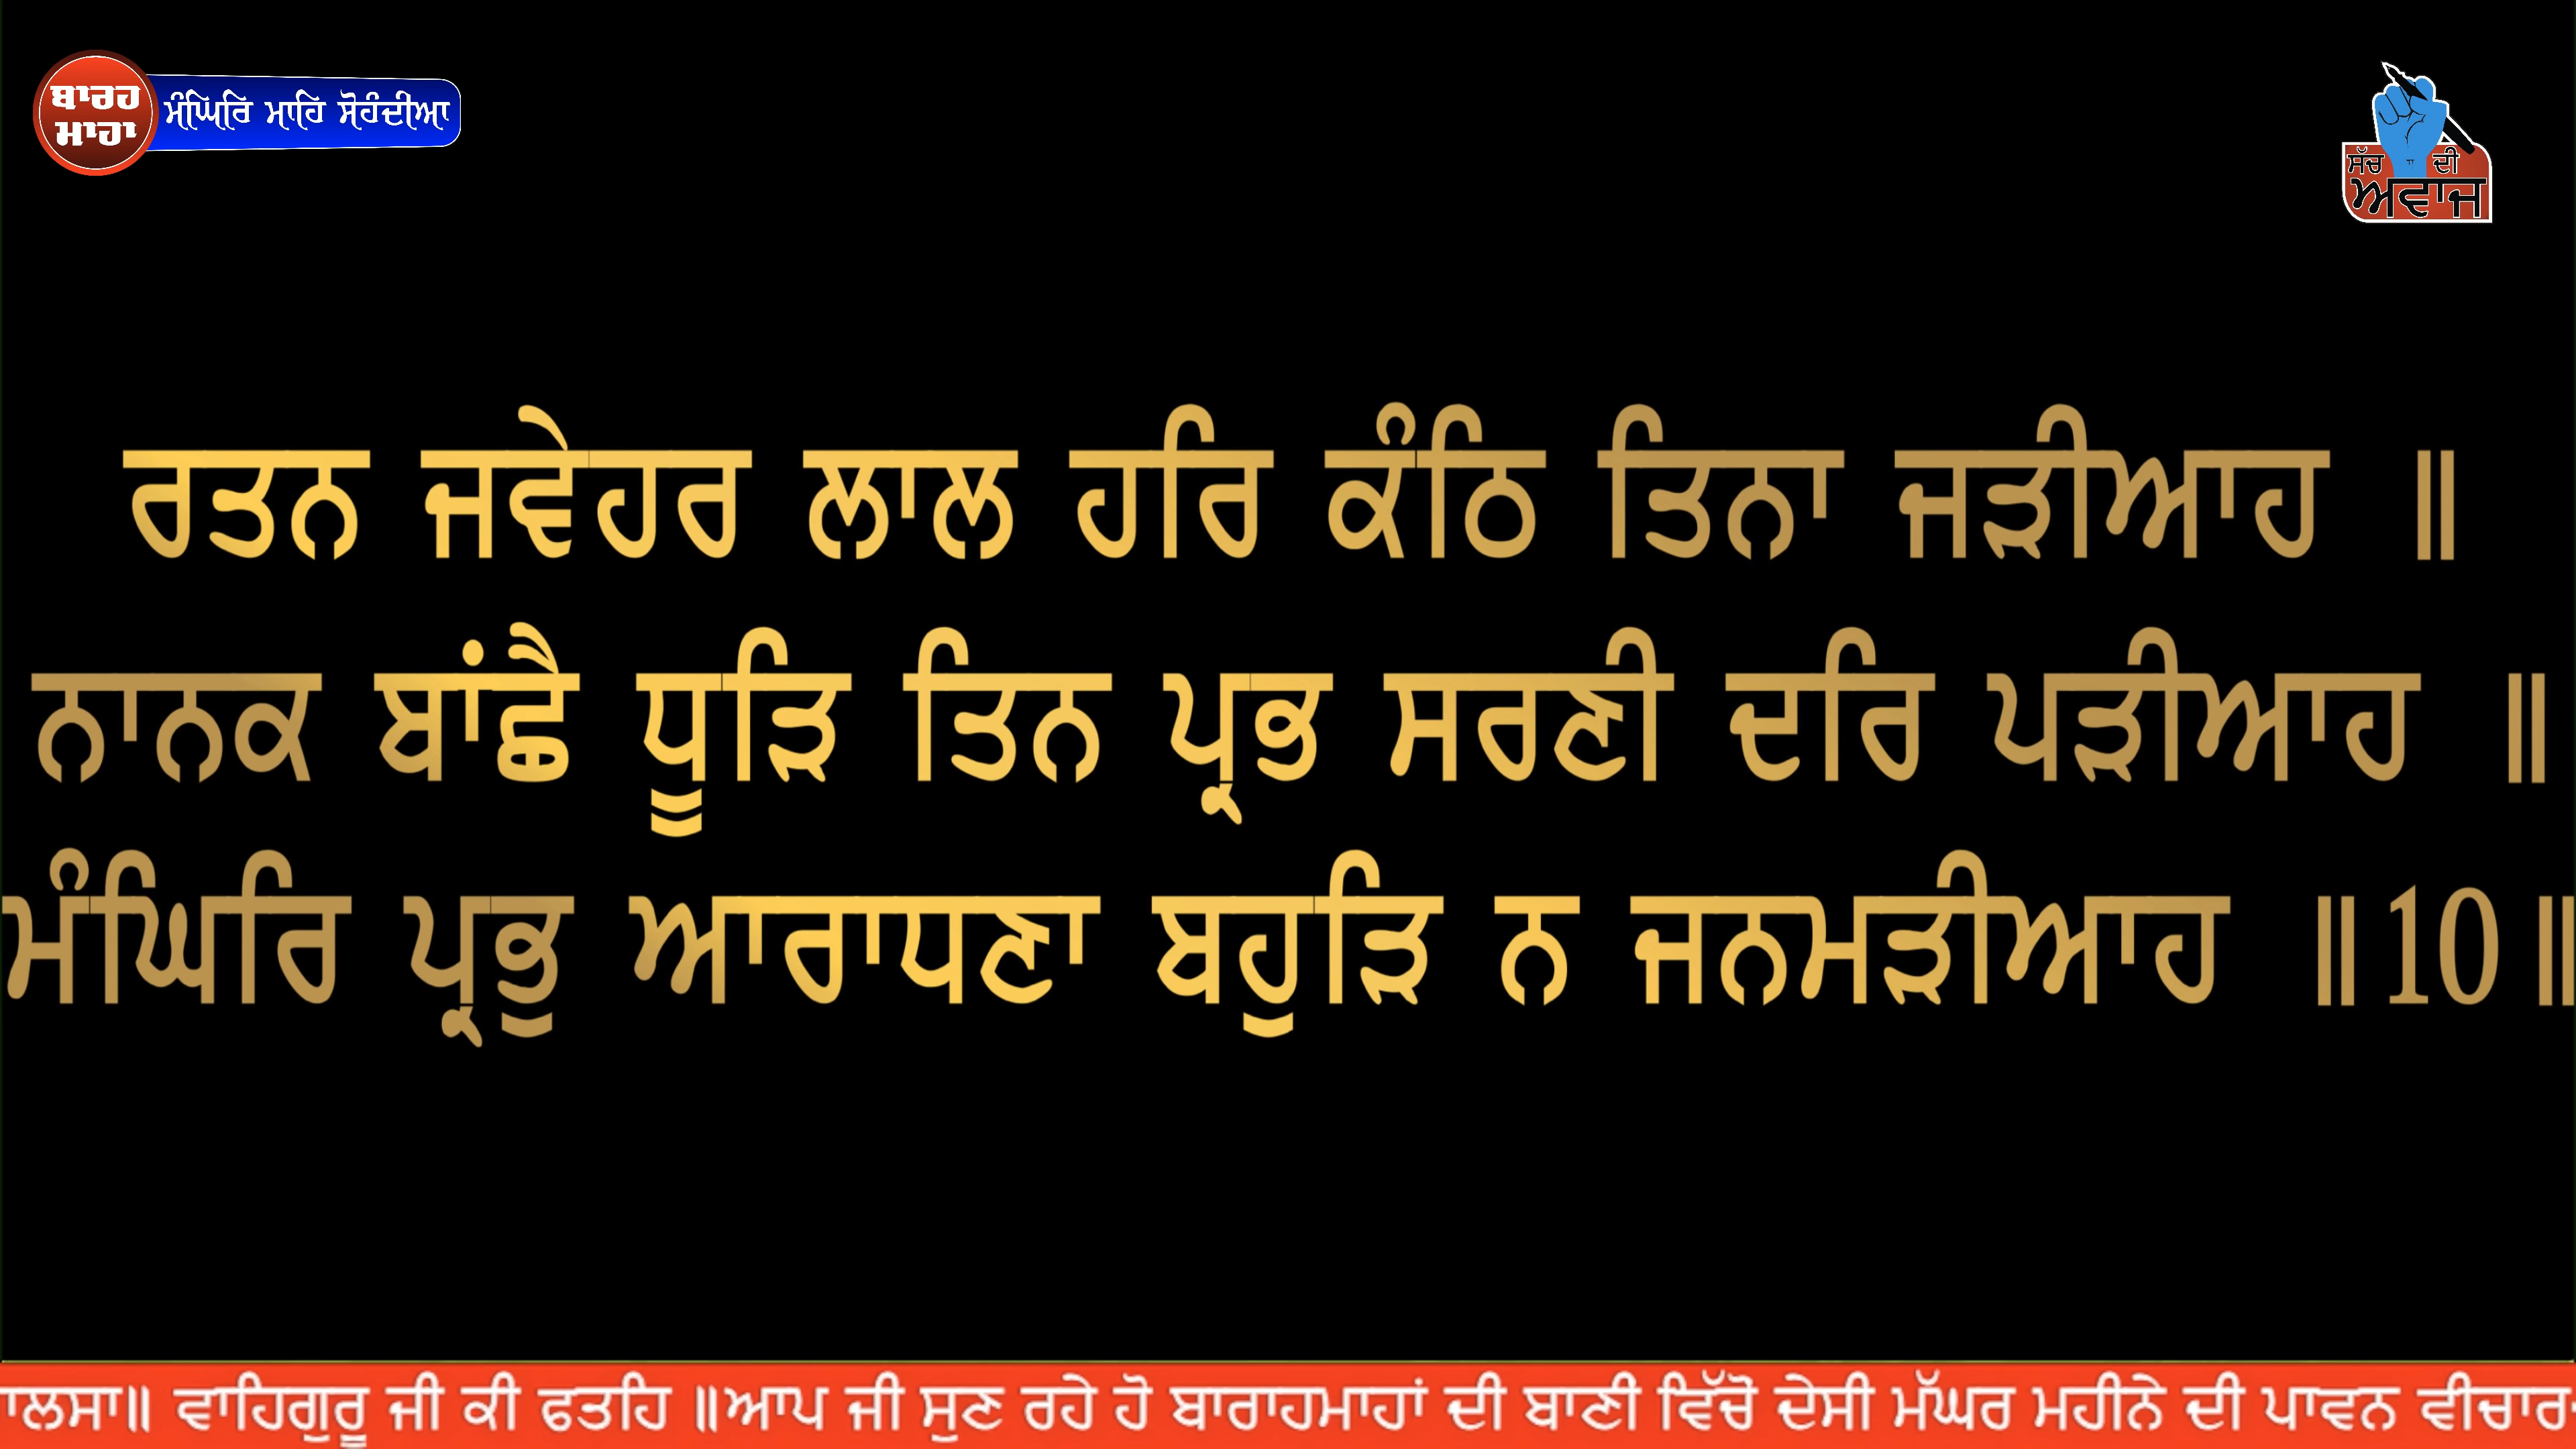 ਬਾਰਹ
ਮਾਹਾ
ਮੰਘਿਰਿ ਮਾਹਿ ਸੋਹੰਦੀਆ
ਸੱਚ ਦੀ
ਅਵਾਜ
ਰਤਨ ਜਵੇਹਰ ਲਾਲ ਹਰਿ ਕੰਠਿ ਤਿਨਾ ਜੜੀਆਹ ॥
ਨਾਨਕ ਬਾਂਛੈ ਧੂੜਿ ਤਿਨ ਪ੍ਰਭ ਸਰਣੀ ਦਰਿ ਪੜੀਆਹ ॥
ਮੰਘਿਰਿ ਪ੍ਰਭੁ ਆਰਾਧਣਾ ਬਹੁੜਿ ਨ ਜਨਮੜੀਆਹ ॥10॥
ਾਲਸਾ॥ ਵਾਹਿਗੁਰੂ ਜੀ ਕੀ ਫਤਹਿ ॥ਆਪ ਜੀ ਸੁਣ ਰਹੇ ਹੋ ਬਾਰਾਹਮਾਹਾਂ ਦੀ ਬਾਣੀ ਵਿੱਚੋ ਦੇਸੀ ਮੱਘਰ ਮਹੀਨੇ ਦੀ ਪਾਵਨ ਵੀਚਾਰ